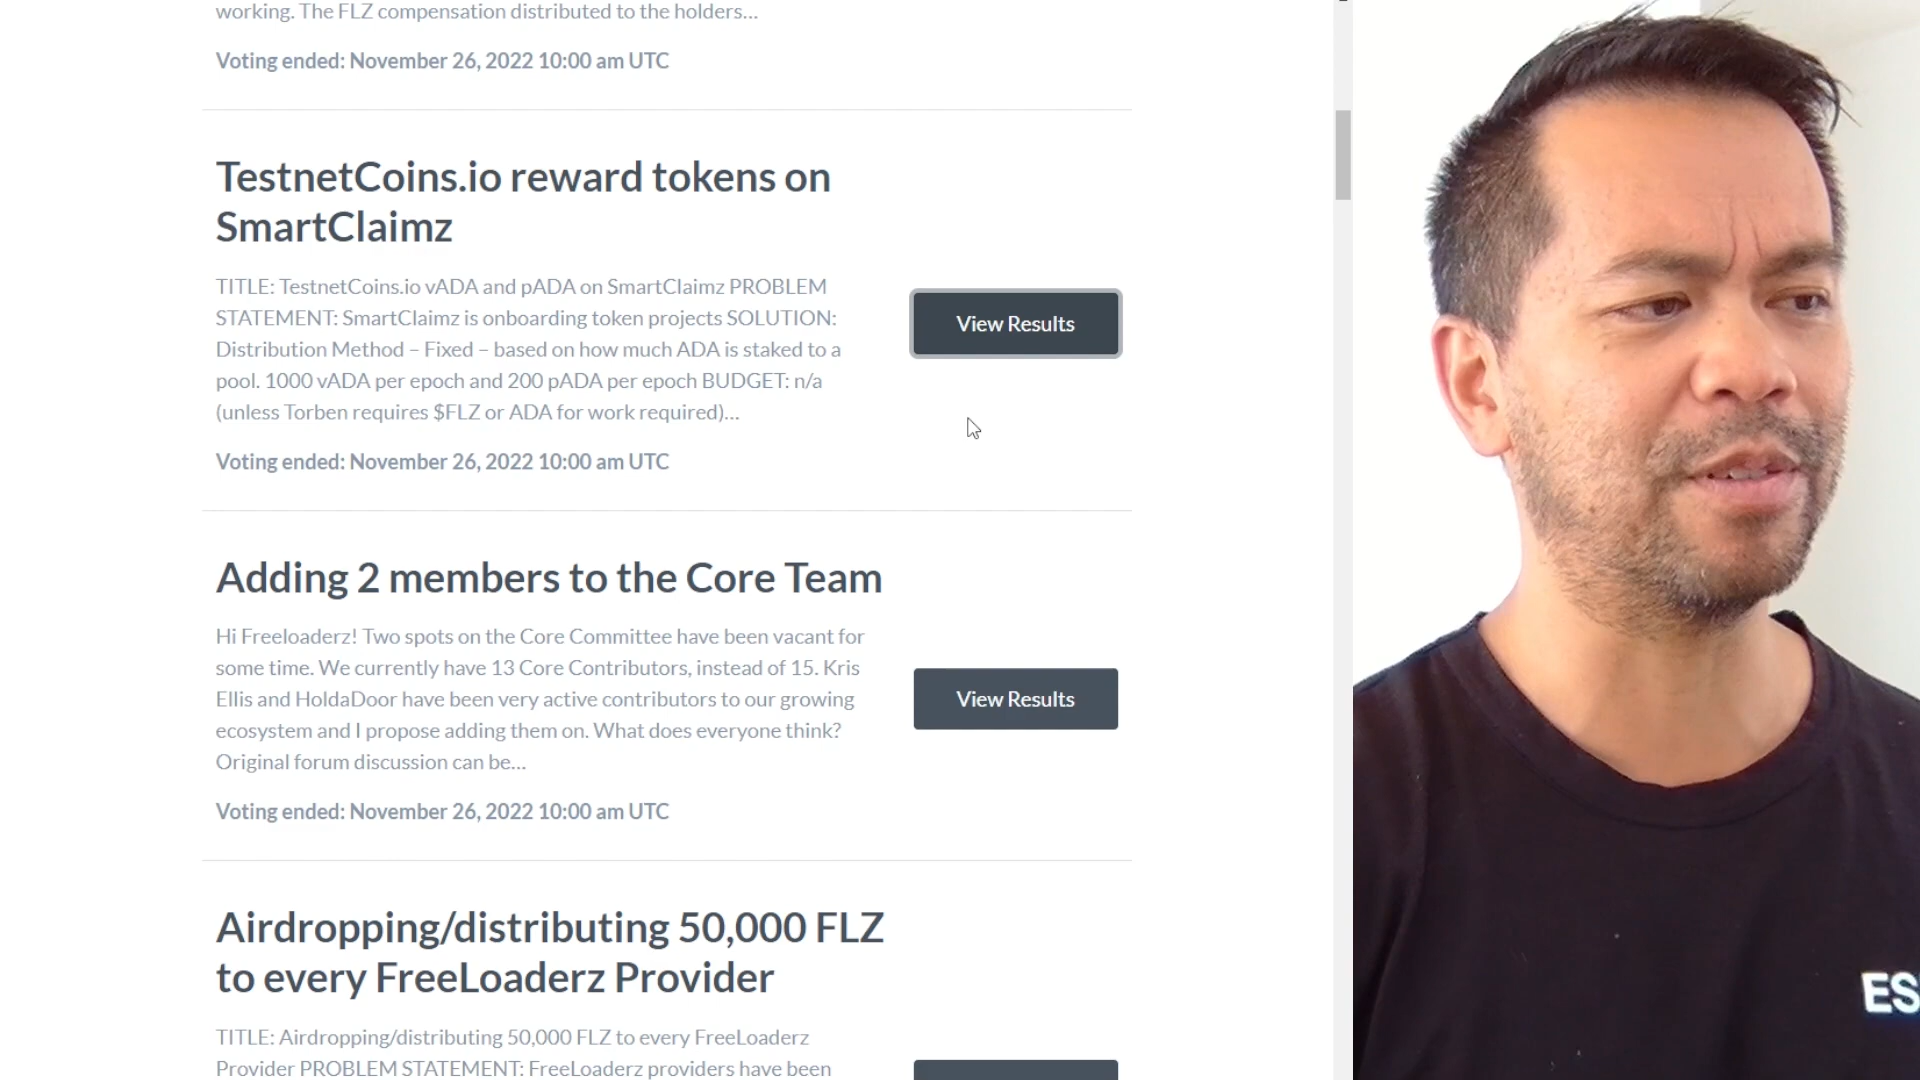 working. The FLZ compensation distributed to the holders...
Voting ended: November 26, 2022 10:00 am UTC
TestnetCoins.io reward tokens on
SmartClaimz
TITLE: TestnetCoins.io vADA and pADA on SmartClaimz PROBLEM
STATEMENT: SmartClaimz is onboarding token projects SOLUTION:
Distribution Method – Fixed – based on how much ADA is staked to a
pool. 1000 vADA per epoch and 200 pADA per epoch BUDGET: n/a
(unless Torben requires $FLZ or ADA for work required)...
View Results
Voting ended: November 26, 2022 10:00 am UTC
Adding 2 members to the Core Team
Hi Freeloaderz! Two spots on the Core Committee have been vacant for
some time. We currently have 13 Core Contributors, instead of 15. Kris
Ellis and HoldaDoor have been very active contributors to our growing
ecosystem and I propose adding them on. What does everyone think?
Original forum discussion can be...
View Results
Voting ended: November 26, 2022 10:00 am UTC
Airdropping/distributing 50,000 FLZ
to every FreeLoaderz Provider
TITLE: Airdropping/distributing 50,000 FLZ to every FreeLoaderz
Provider PROBLEM STATEMENT: FreeLoaderz providers have been
ES